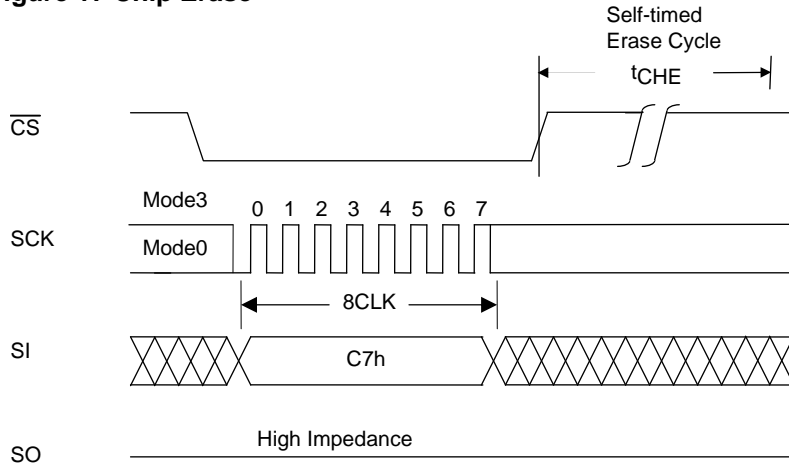 Self-timed
Erase Cycle
tCHE
CS
Mode3
0 1 2 3 4 5 6 7
SCK
Mode0
8CLK
SI
C7h
High Impedance
SO